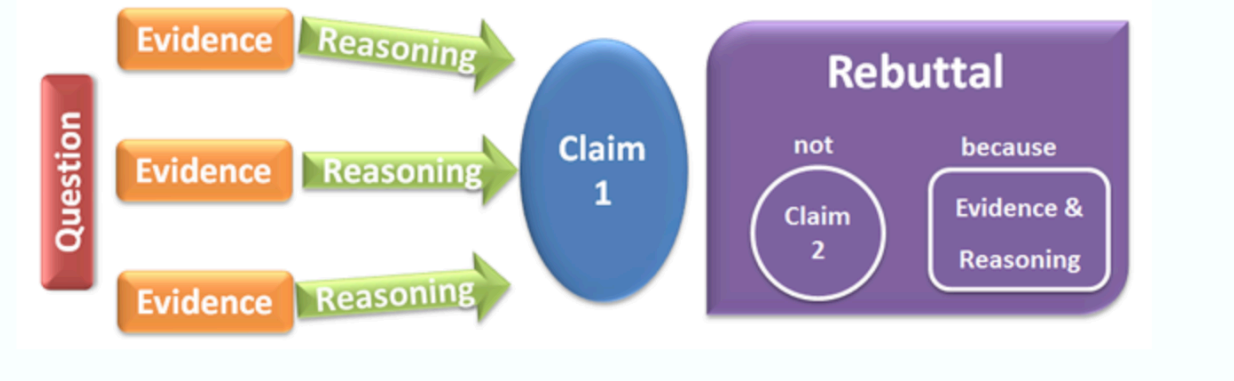 Question
Evidence
Reasoning
Evidence
Reasoning
Evidence
Reasoning
Claim
1
Rebuttal
not
Claim
2
because
Evidence &
Reasoning